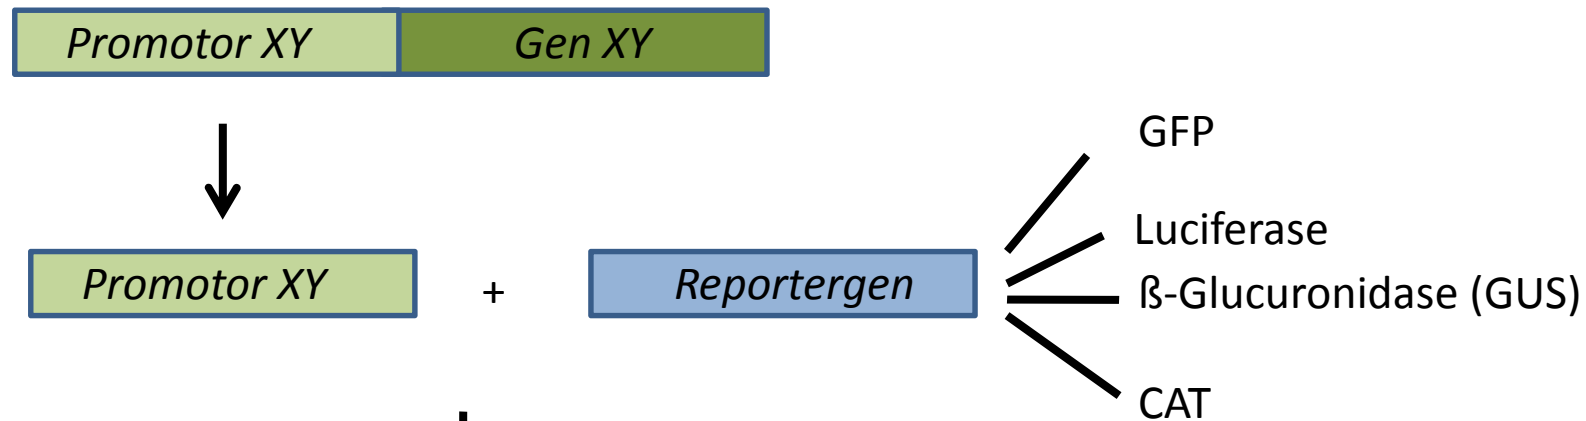 Promotor XY Gen XY
GFP
Luciferase
Promotor XY + Reportergen
ß-Glucuronidase (GUS)
CAT